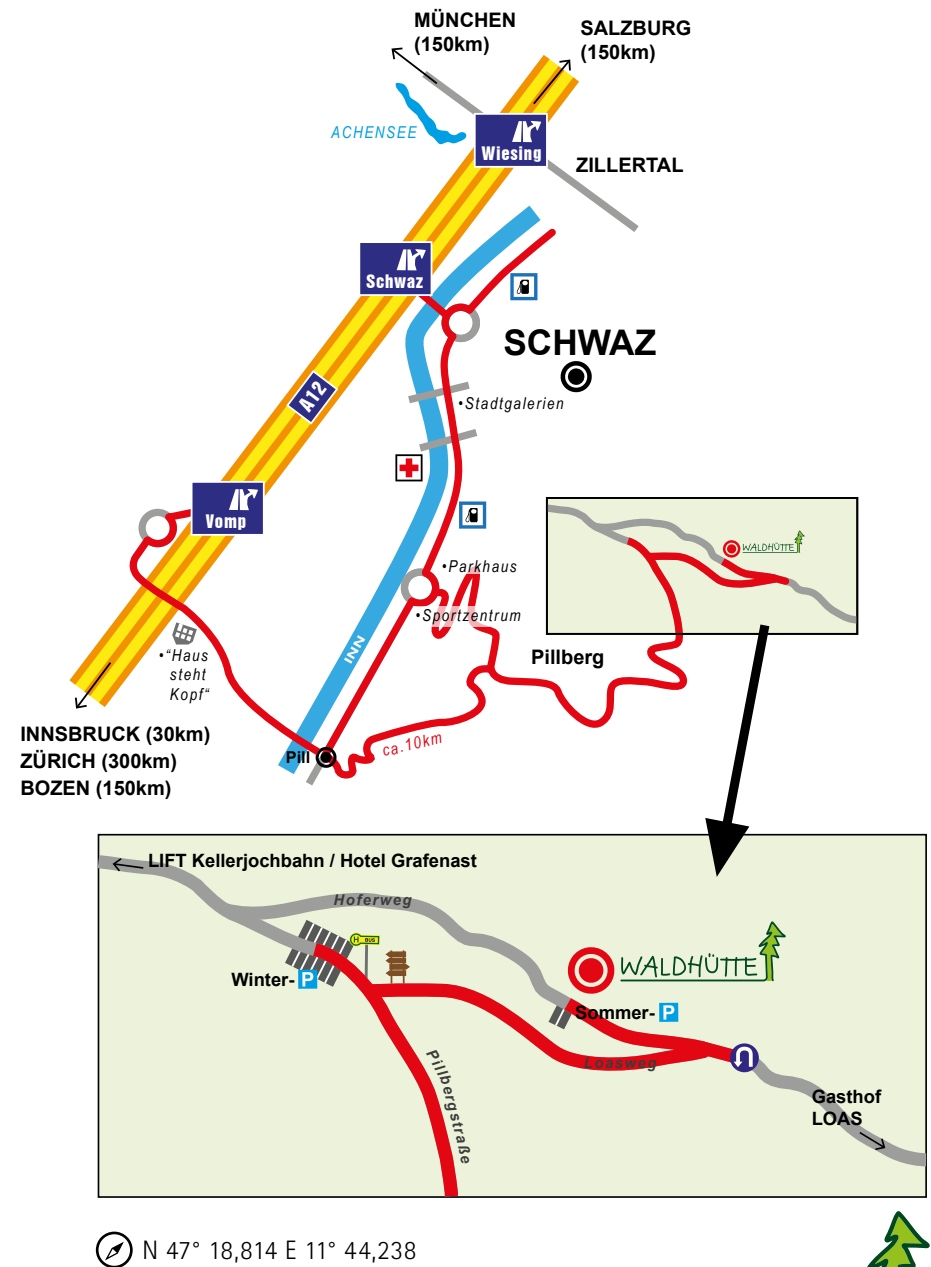 MÜNCHEN
(150km)
SALZBURG
(150km)
ACHENSEE
Wiesing
ZILLERTAL
Schwaz
SCHWAZ
A12
•Stadtgalerien
Vomp
•Parkhaus
•Sportzentrum
WALDHÜTTE
INN
Pillberg
•"Haus
steht
Kopf"
INNSBRUCK (30km)
ZÜRICH (300km)
BOZEN (150km)
Pill
ca.10km
LIFT Kellerjochbahn / Hotel Grafenast
Hoferweg
H BUS
WALDHÜTTE
Winter- P
Sommer- P
Loasweg
Pillbergstraße
Gasthof
LOAS
N 47° 18,814 E 11° 44,238